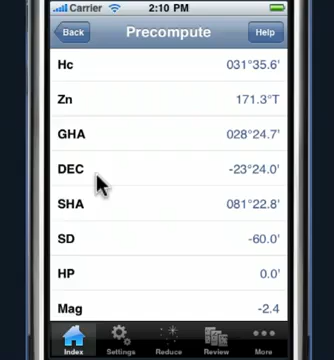 Carrier 2:10 PM
Back Precompute Help
Hc 031°35.6'
Zn 171.3°T
GHA 028°24.7'
DEC -23°24.0'
SHA 081°22.8'
SD -60.0'
HP 0.0'
Mag -2.4
Index Settings Reduce Review More